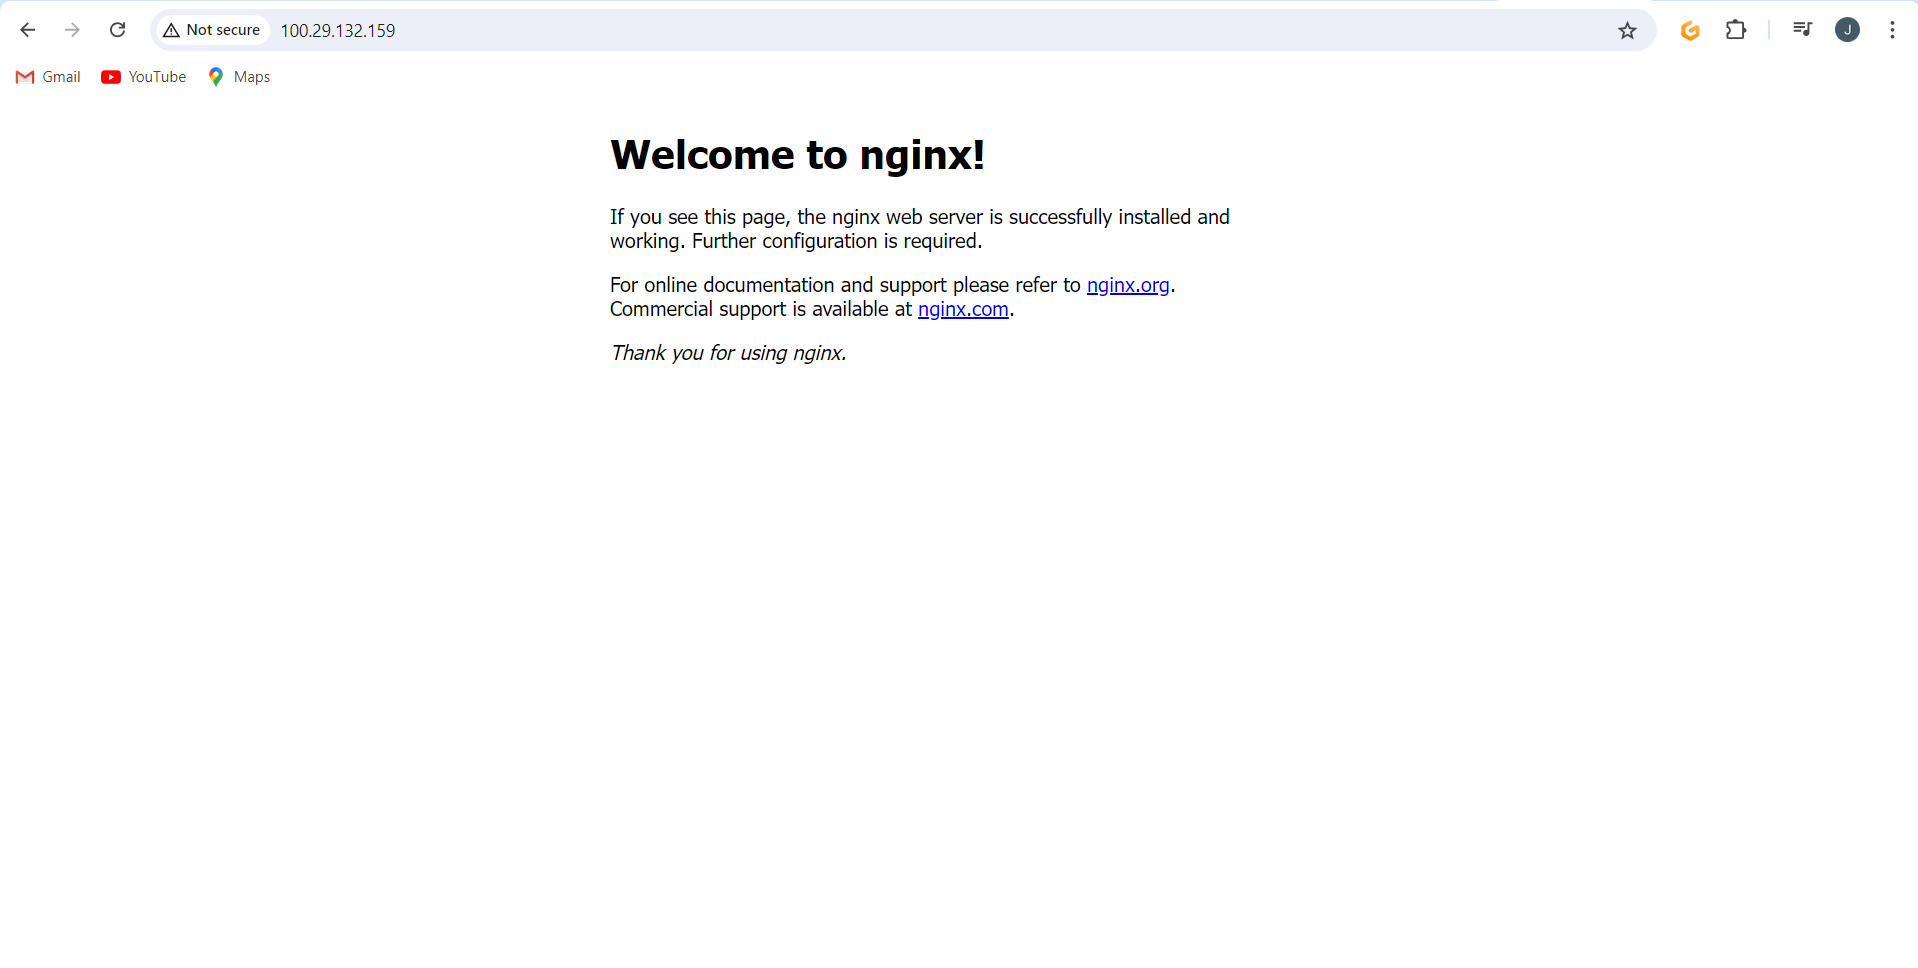 Not secure 100.29.132.159
J
Gmail YouTube Maps
Welcome to nginx!
If you see this page, the nginx web server is successfully installed and
working. Further configuration is required.
For online documentation and support please refer to nginx.org.
Commercial support is available at nginx.com.
Thank you for using nginx.